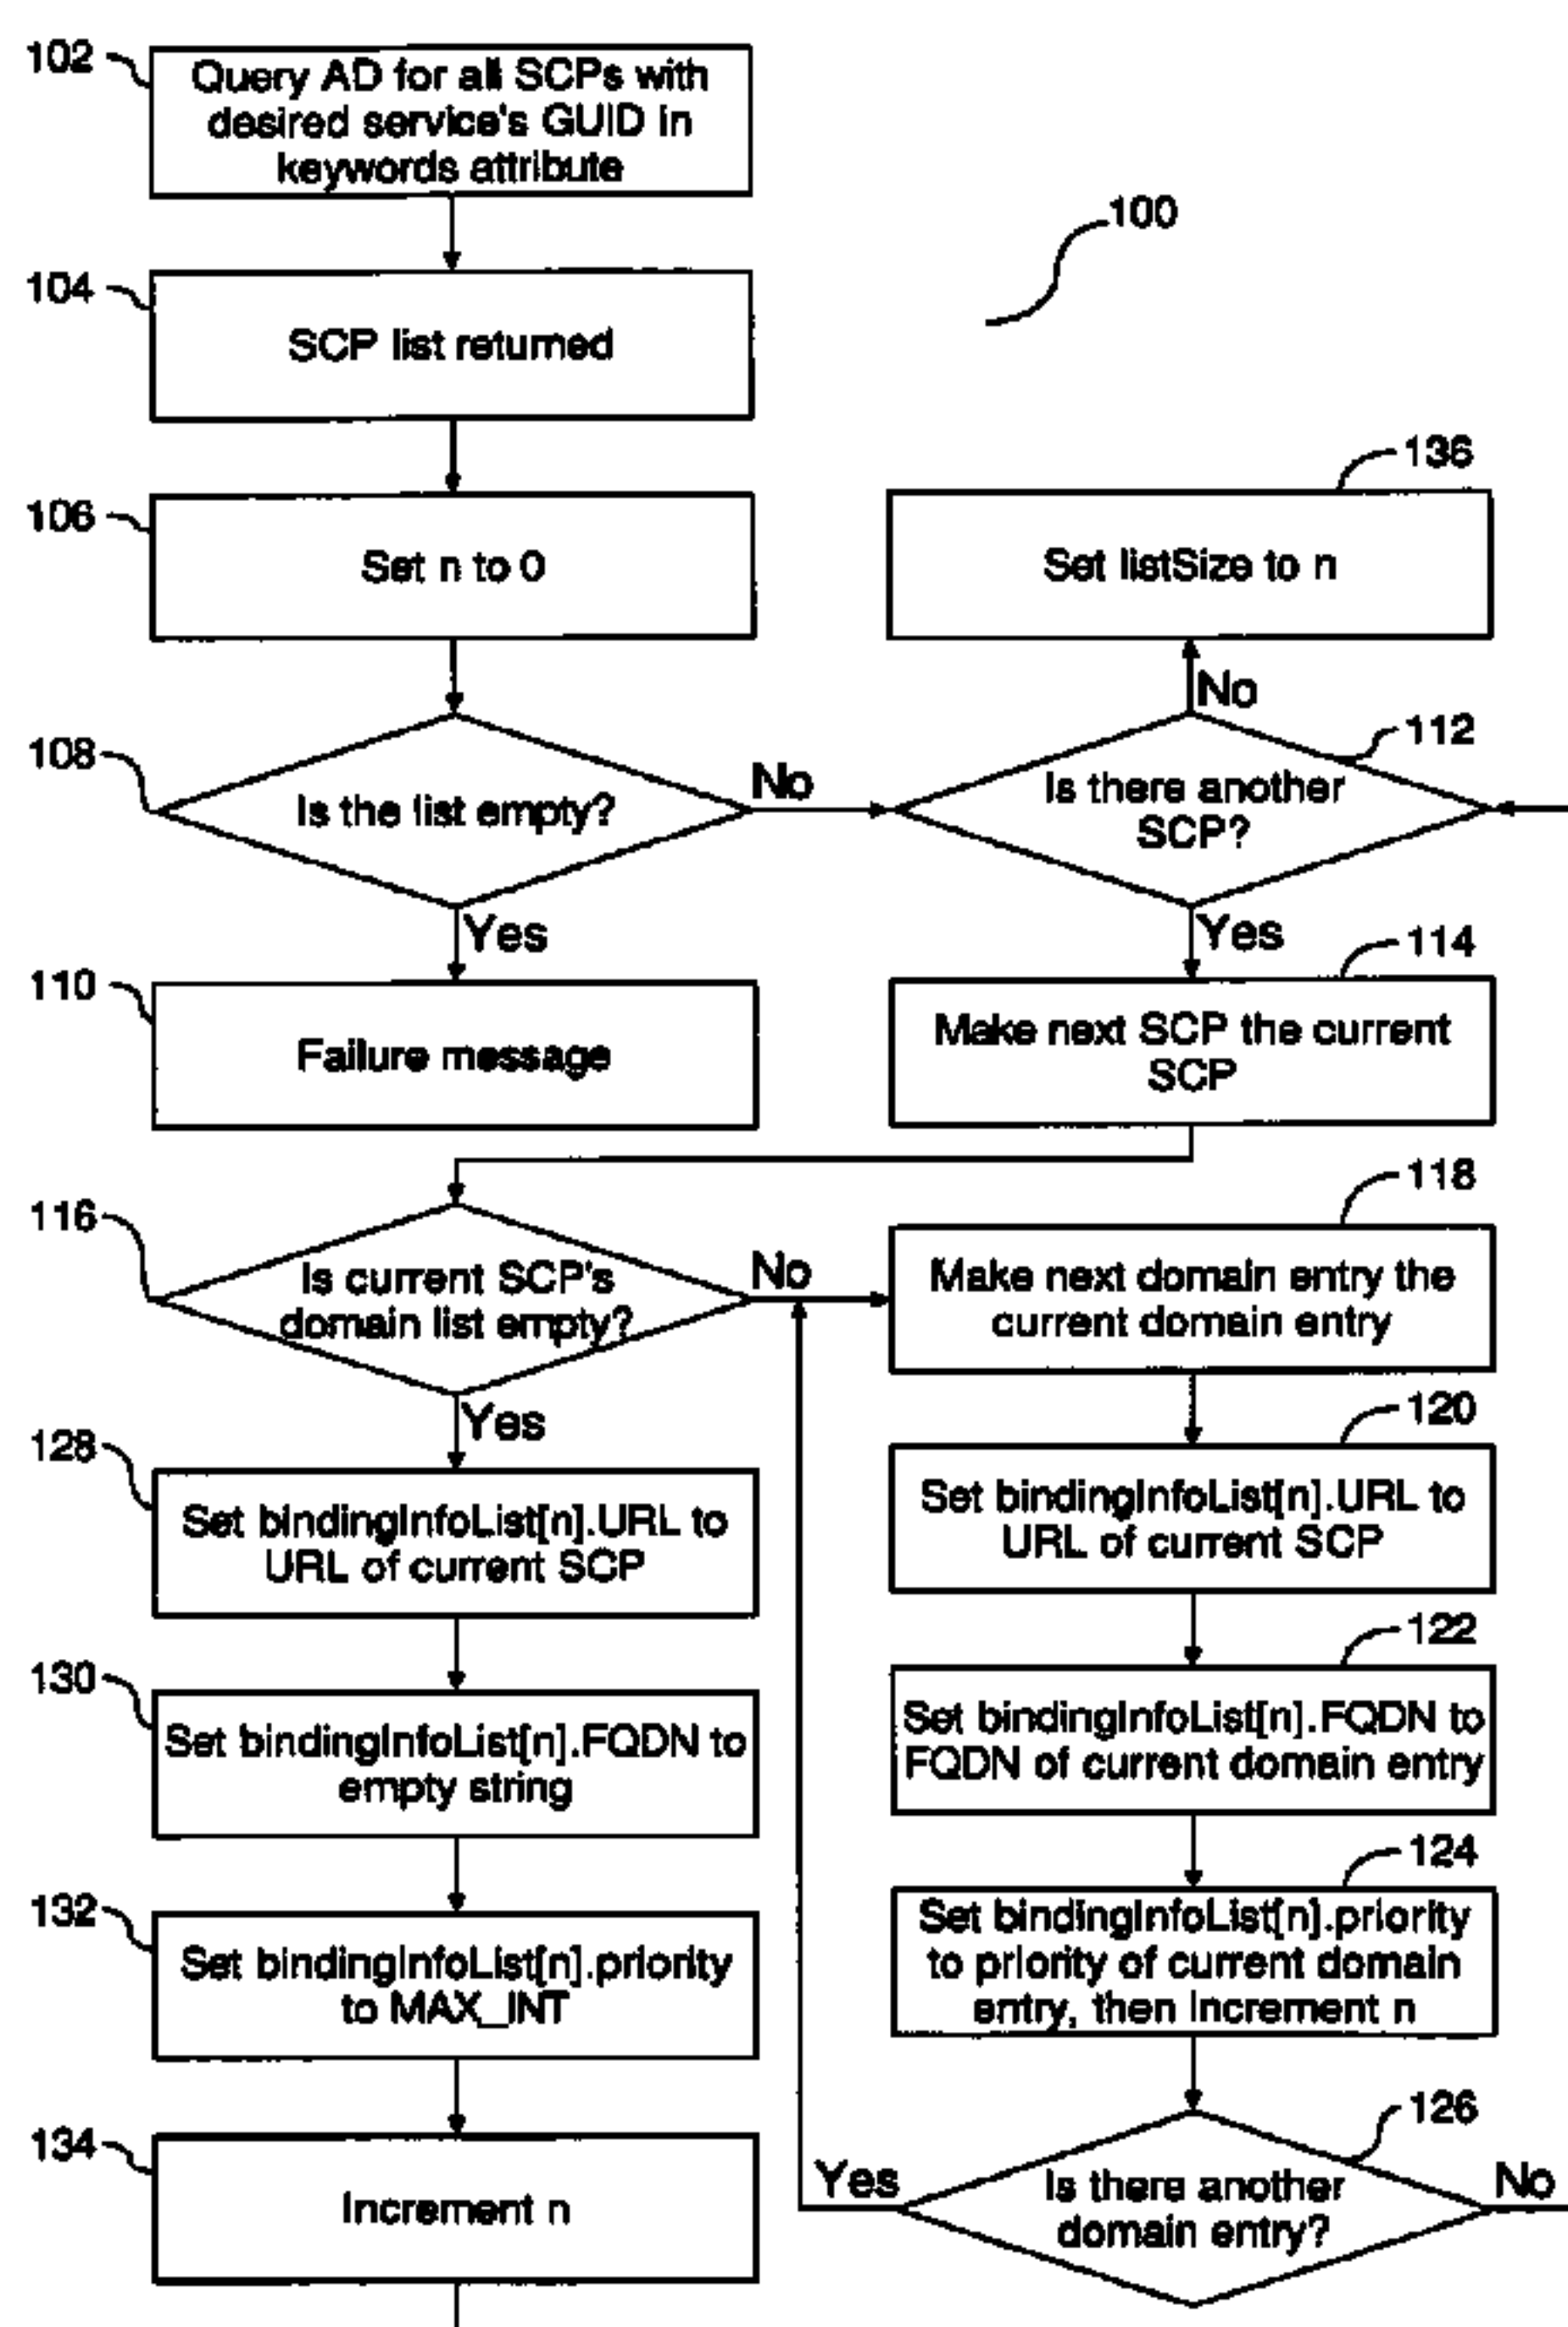 102
Query AD for all SCPs with
desired service's GUID in
keywords attribute
100
104
SCP list returned
106
Set n to 0
136
Set listSize to n
No
108
Is the list empty?
No
112
Is there another
SCP?
Yes
Yes
110
Failure message
114
Make next SCP the current
SCP
116
Is current SCP's
domain list empty?
No
118
Make next domain entry the
current domain entry
Yes
120
Set bindingInfoList[n].URL to
URL of current SCP
128
Set bindingInfoList[n].URL to
URL of current SCP
122
Set bindingInfoList[n].FQDN to
FQDN of current domain entry
130
Set bindingInfoList[n].FQDN to
empty string
124
Set bindingInfoList[n].priority
to priority of current domain
entry, then increment n
132
Set bindingInfoList[n].priority
to MAX_INT
126
Is there another
domain entry?
Yes
No
134
Increment n